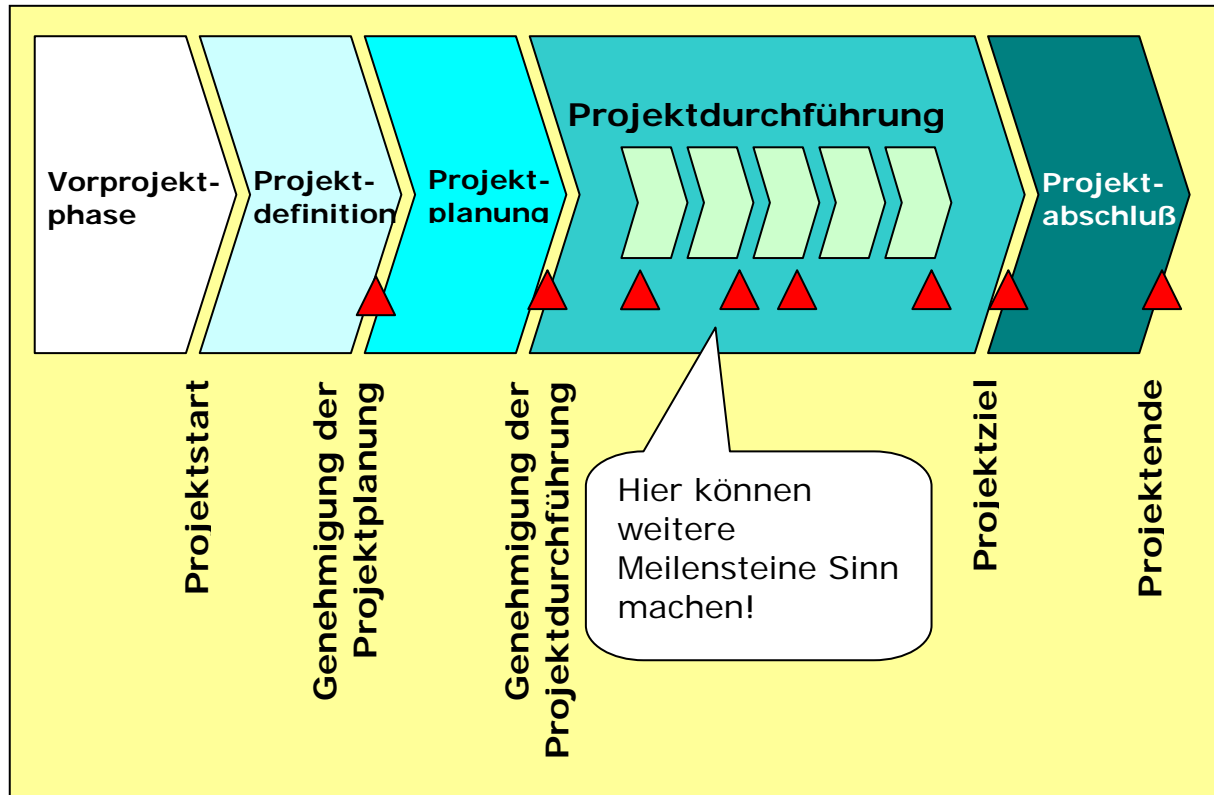 Vorprojekt-
phase
Projekt-
definition
Projekt-
planung
Projektdurchführung
Projekt-
abschluß
Projektstart
Genehmigung der
Projektplanung
Genehmigung der
Projektdurchführung
Hier können
weitere
Meilensteine Sinn
machen!
Projektziel
Projektende